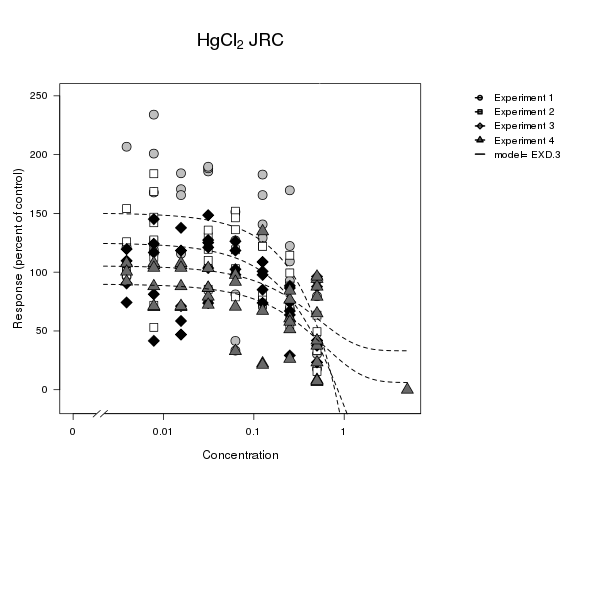 HgCl2 JRC
250
200
150
100
50
0
Response (percent of control)
0
0.01
0.1
1
Concentration
Experiment 1
Experiment 2
Experiment 3
Experiment 4
model= EXD.3